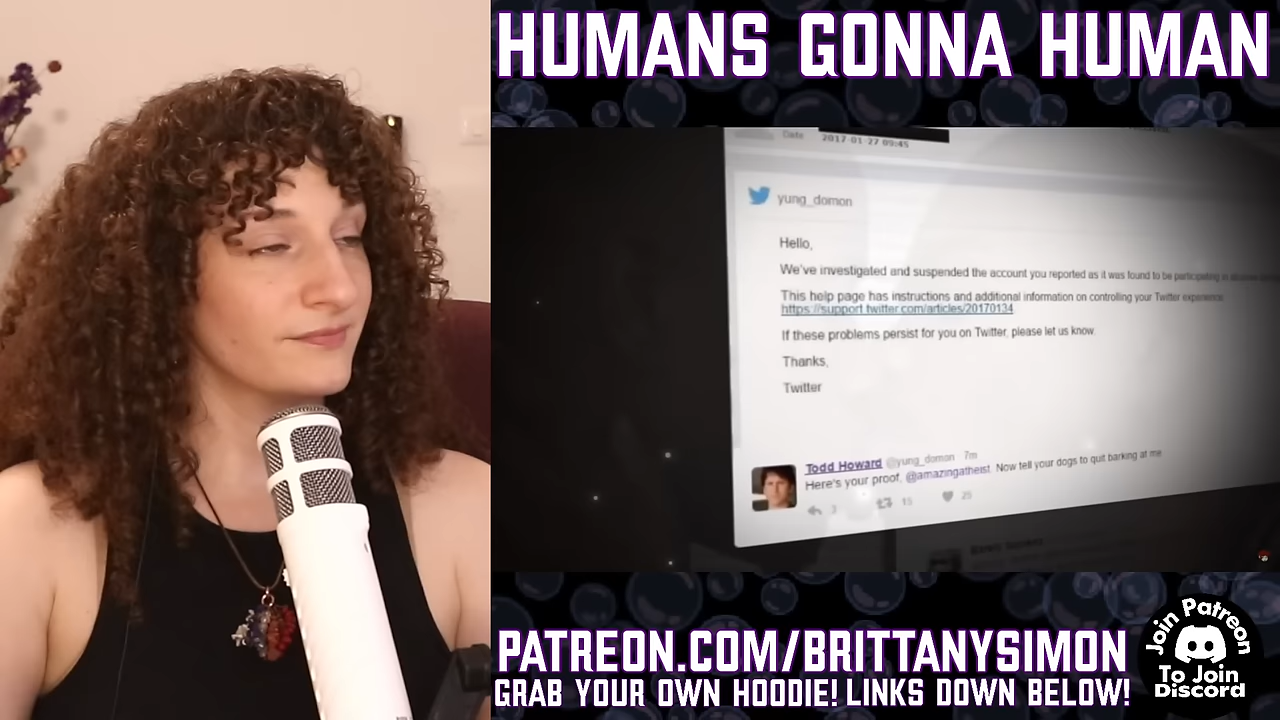 HUMANS GONNA HUMAN
Date
2017-01-27 09:45
yung_domon
Hello,
We've investigated and suspended the account you reported as it was found to be participating in
This help page has instructions and additional information on controlling your Twitter experience.
https://support.twitter.com/articles/20170134
If these problems persist for you on Twitter, please let us know.
Thanks,
Twitter
Todd Howard @yung_domon 7m
Here's your proof, @amazingatheist. Now tell your dogs to quit barking at me
3 15 25
PATREON.COM/BRITTANYSIMON
GRAB YOUR OWN HOODIE! LINKS DOWN BELOW!
Join Patreon
To Join
Discord